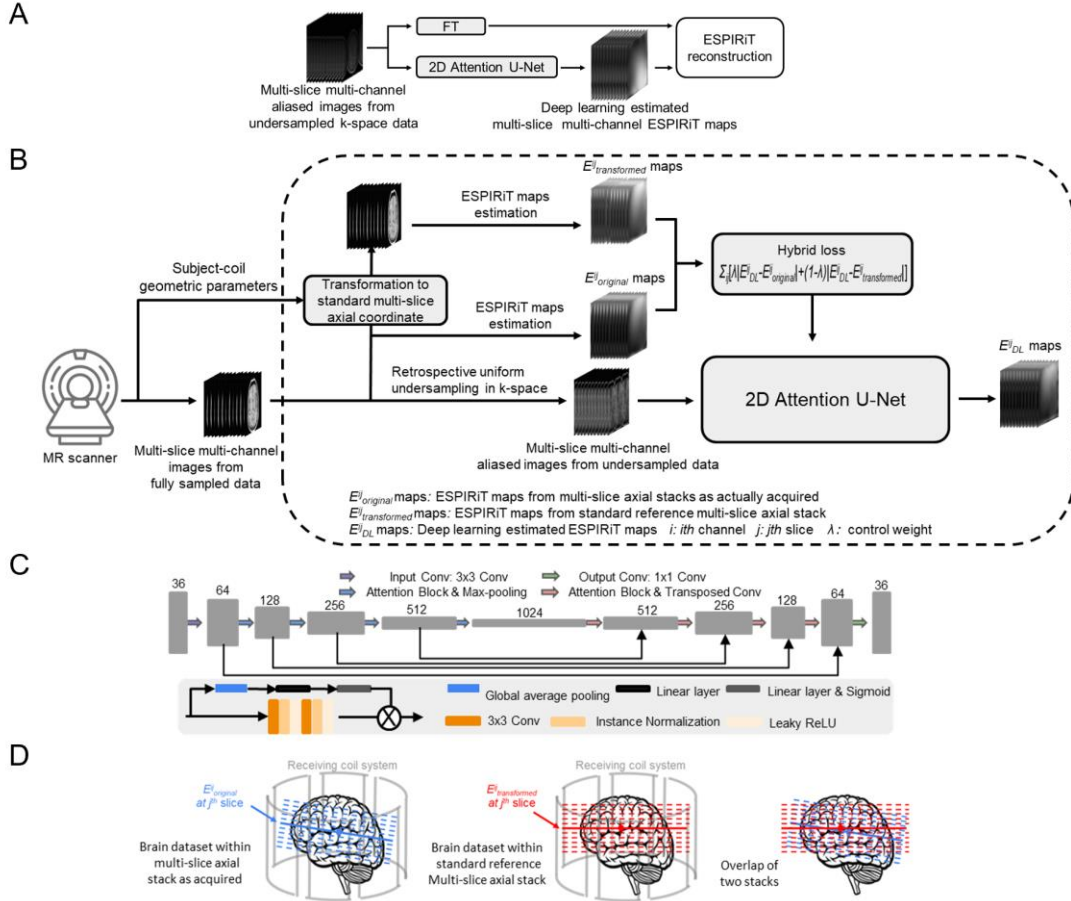 A
FT
2D Attention U-Net
ESPIRiT
reconstruction
Multi-slice multi-channel
aliased images from
undersampled k-space data
Deep learning estimated
multi-slice multi-channel ESPIRiT maps
B
E^ij_transformed maps
ESPIRiT maps
estimation
Subject-coil
geometric parameters
Transformation to
standard multi-slice
axial coordinate
E^ij_original maps
ESPIRiT maps
estimation
Hybrid loss
Σ_ij[λ|E^ij_DL-E^ij_original|+(1-λ)|E^ij_DL-E^ij_transformed|]
Retrospective uniform
undersampling in k-space
2D Attention U-Net
E^ij_DL maps
MR scanner
Multi-slice multi-channel
images from
fully sampled data
Multi-slice multi-channel
aliased images from undersampled data
E^ij_original maps: ESPIRiT maps from multi-slice axial stacks as actually acquired
E^ij_transformed maps: ESPIRiT maps from standard reference multi-slice axial stack
E^ij_DL maps: Deep learning estimated ESPIRiT maps i: ith channel j: jth slice λ: control weight
C
Input Conv: 3x3 Conv
Output Conv: 1x1 Conv
Attention Block & Max-pooling
Attention Block & Transposed Conv
36 64 128 256 512 1024 512 256 128 64 36
Global average pooling
Linear layer
Linear layer & Sigmoid
3x3 Conv
Instance Normalization
Leaky ReLU
D
Receiving coil system
E^ij_original
at j^th slice
Brain dataset within
multi-slice axial
stack as acquired
Receiving coil system
E^ij_transformed
at j^th slice
Brain dataset within
standard reference
Multi-slice axial stack
Overlap of
two stacks